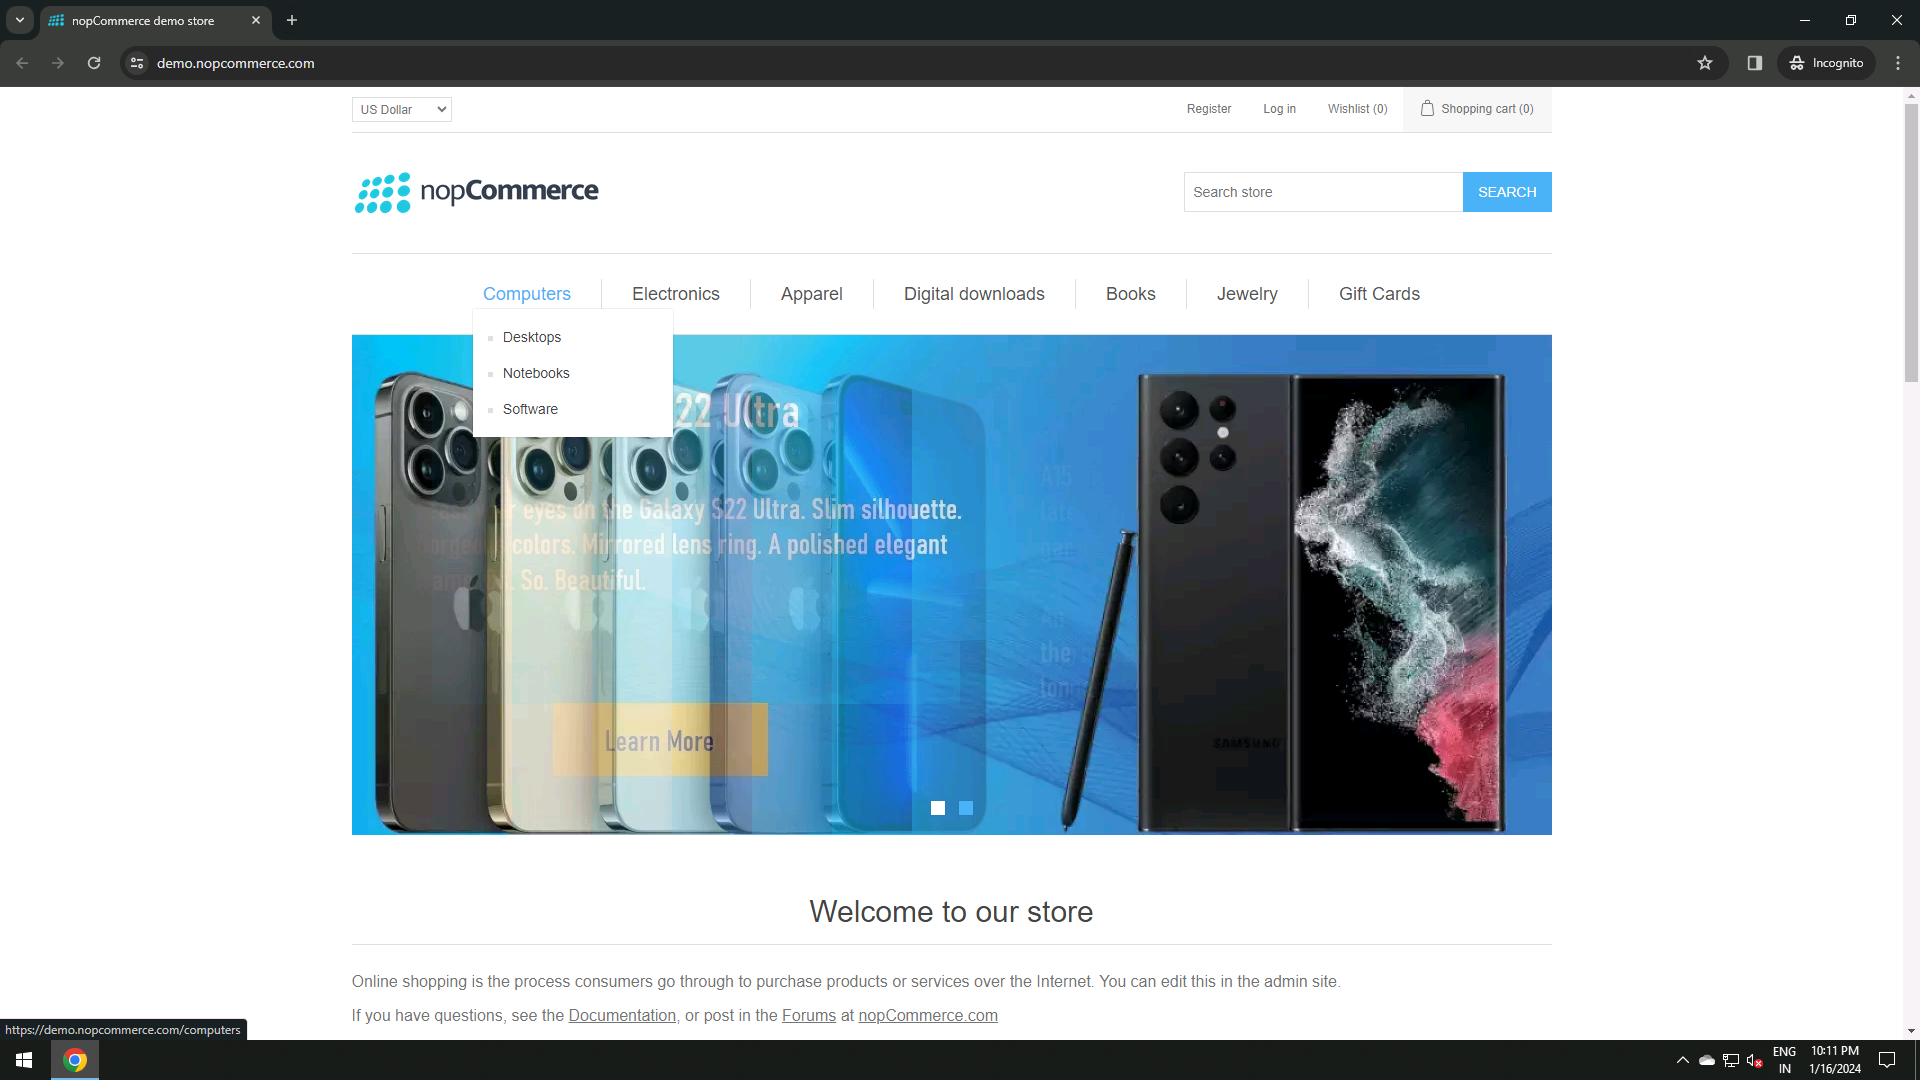 nopCommerce demo store
demo.nopcommerce.com
Incognito
US Dollar
Register
Log in
Wishlist (0)
Shopping cart (0)
nopCommerce
Search store
SEARCH
Computers
Electronics
Apparel
Digital downloads
Books
Jewelry
Gift Cards
Desktops
Notebooks
Software
22 Ultra
eyes on the Galaxy S22 Ultra. Slim silhouette.
colors. Mirrored lens ring. A polished elegant
So. Beautiful.
A15
the
Learn More
SAMSUNG
Welcome to our store
Online shopping is the process consumers go through to purchase products or services over the Internet. You can edit this in the admin site.
If you have questions, see the Documentation, or post in the Forums at nopCommerce.com
https://demo.nopcommerce.com/computers
ENG
IN
10:11 PM
1/16/2024